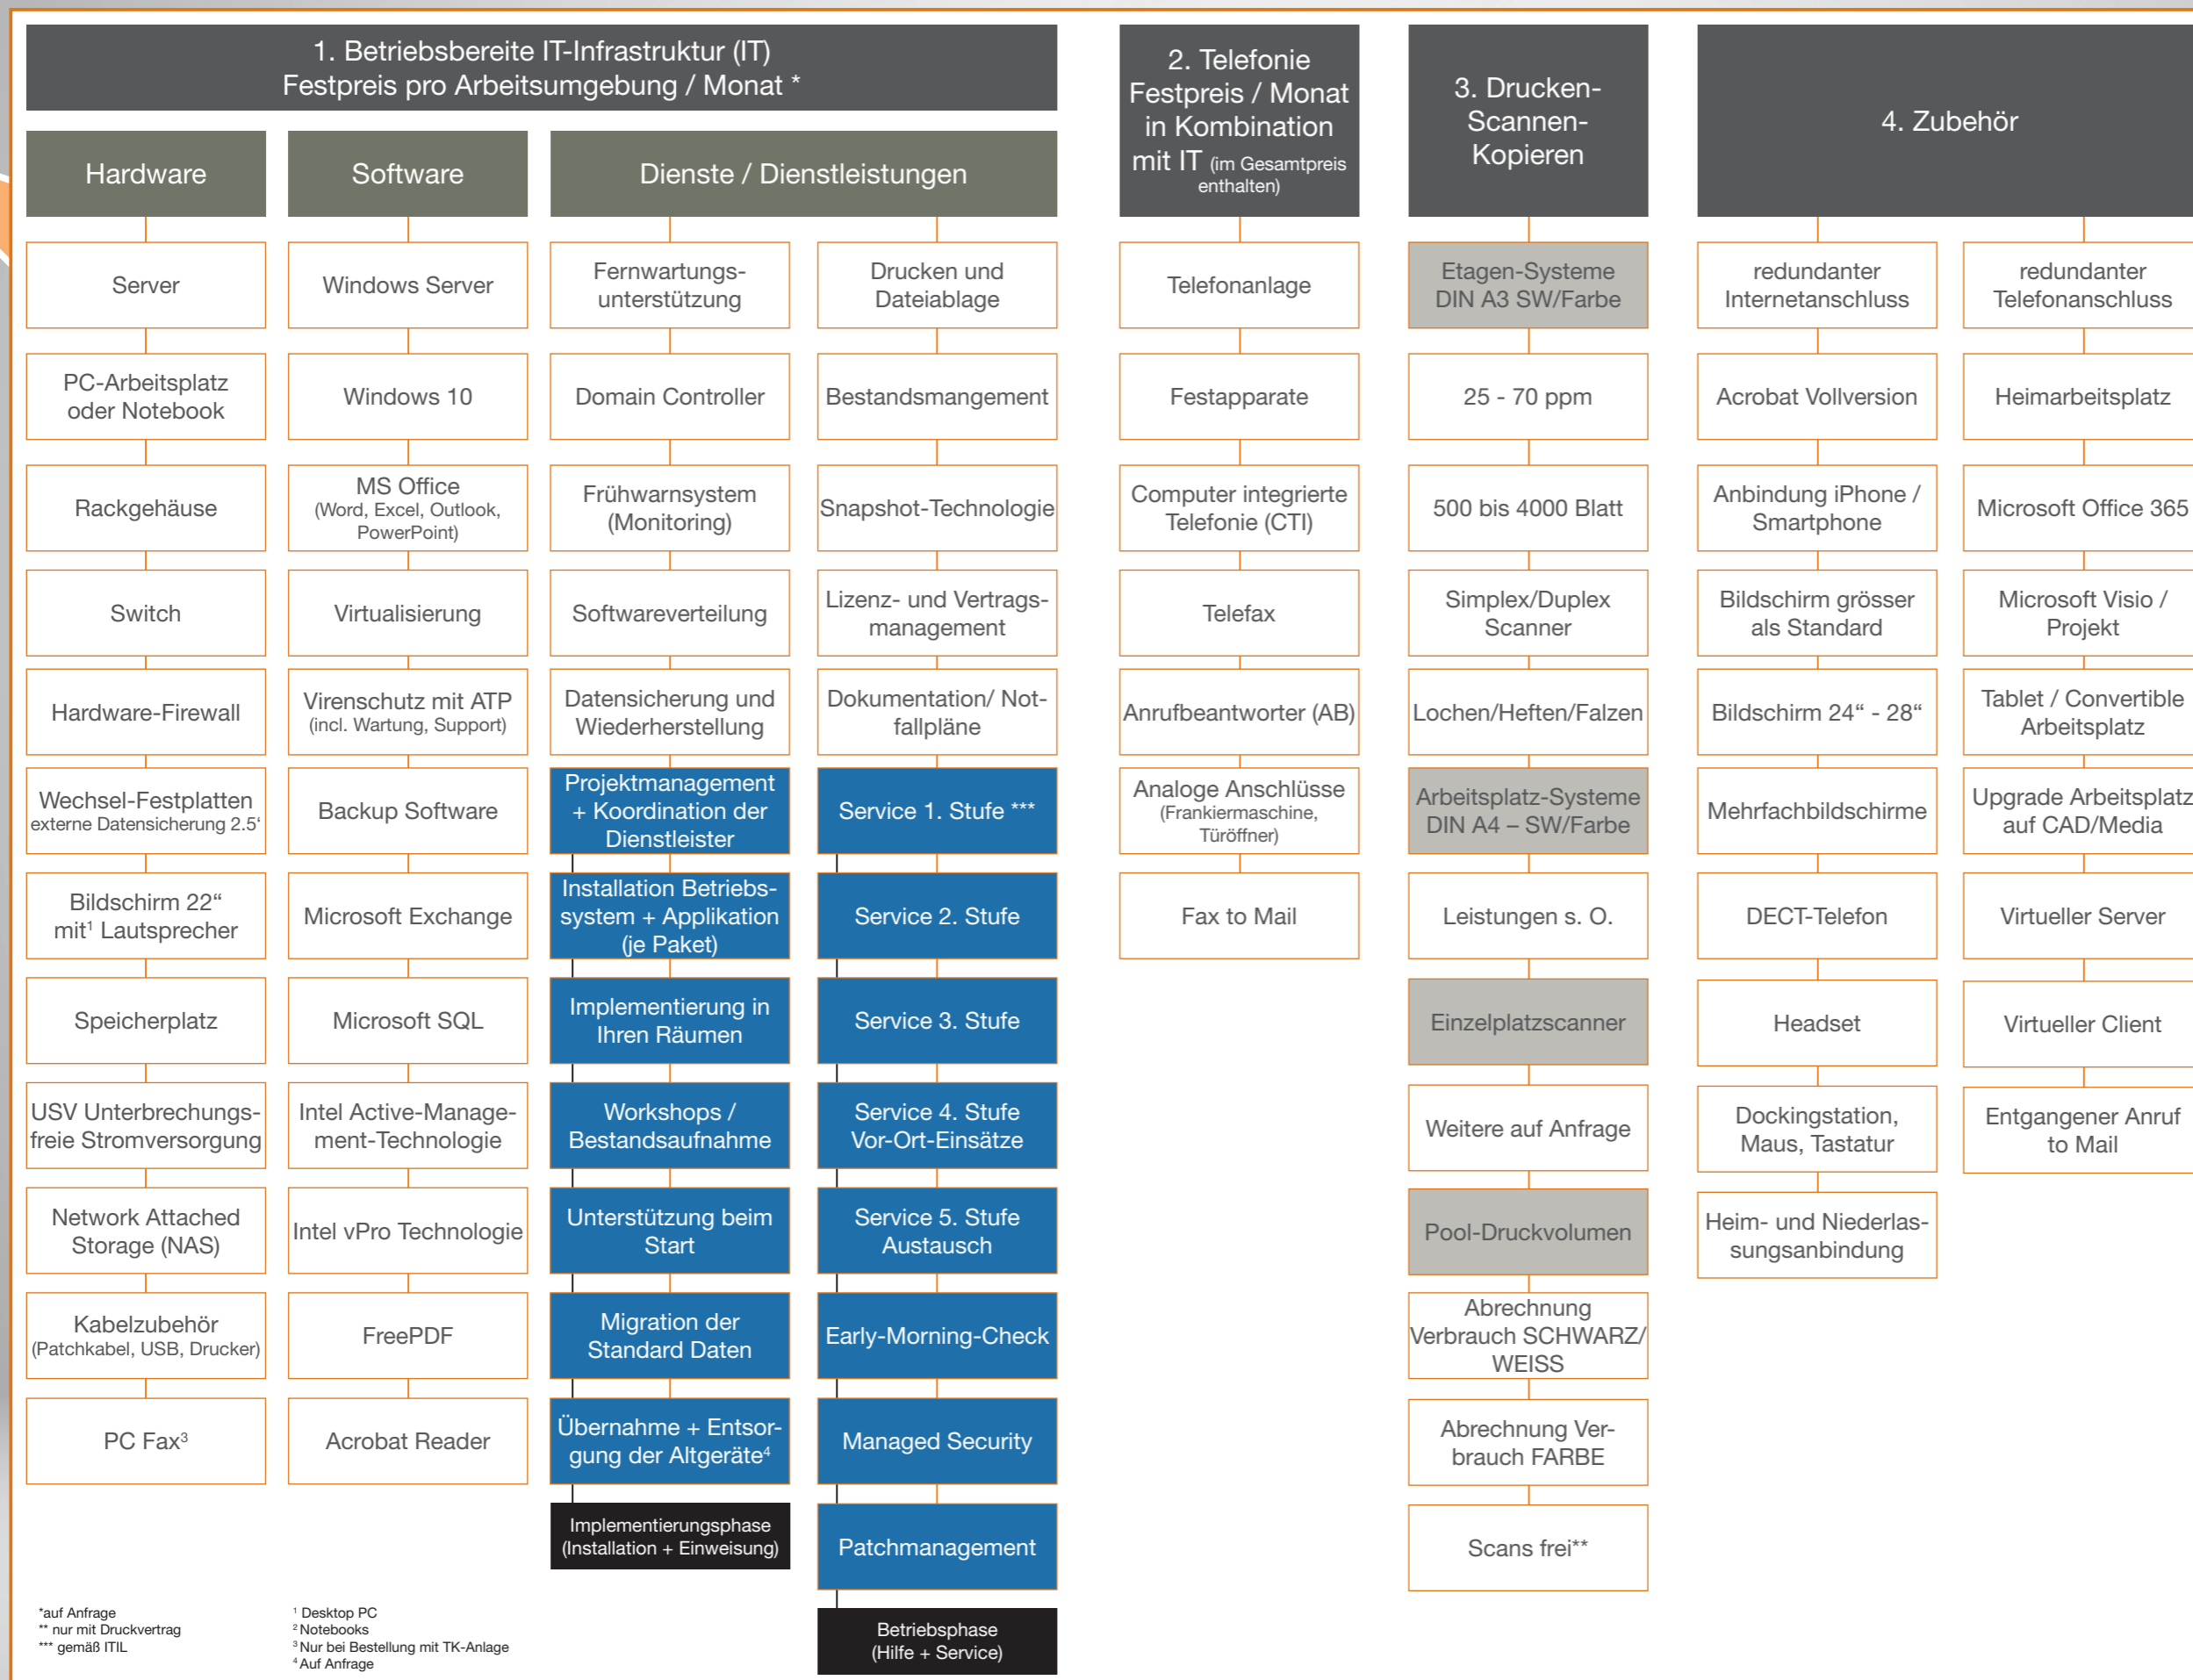 1. Betriebsbereite IT-Infrastruktur (IT)
Festpreis pro Arbeitsumgebung / Monat *
Hardware
Server
PC-Arbeitsplatz
oder Notebook
Rackgehäuse
Switch
Hardware-Firewall
Wechsel-Festplatten
externe Datensicherung 2.5‘
Bildschirm 22“
mit¹ Lautsprecher
Speicherplatz
USV Unterbrechungs-
freie Stromversorgung
Network Attached
Storage (NAS)
Kabelzubehör
(Patchkabel, USB, Drucker)
PC Fax³
Software
Windows Server
Windows 10
MS Office
(Word, Excel, Outlook,
PowerPoint)
Virtualisierung
Virenschutz mit ATP
(incl. Wartung, Support)
Backup Software
Microsoft Exchange
Microsoft SQL
Intel Active-Manage-
ment-Technologie
Intel vPro Technologie
FreePDF
Acrobat Reader
Dienste / Dienstleistungen
Fernwartungs-
unterstützung
Domain Controller
Frühwarnsystem
(Monitoring)
Softwareverteilung
Datensicherung und
Wiederherstellung
Projektmanagement
+ Koordination der
Dienstleister
Installation Betriebs-
system + Applikation
(je Paket)
Implementierung in
Ihren Räumen
Workshops /
Bestandsaufnahme
Unterstützung beim
Start
Migration der
Standard Daten
Übernahme + Entsor-
gung der Altgeräte⁴
Implementierungsphase
(Installation + Einweisung)
Drucken und
Dateiablage
Bestandsmangement
Snapshot-Technologie
Lizenz- und Vertrags-
management
Dokumentation/ Not-
fallpläne
Service 1. Stufe ***
Service 2. Stufe
Service 3. Stufe
Service 4. Stufe
Vor-Ort-Einsätze
Service 5. Stufe
Austausch
Early-Morning-Check
Managed Security
Patchmanagement
Betriebsphase
(Hilfe + Service)
2. Telefonie
Festpreis / Monat
in Kombination
mit IT (im Gesamtpreis
enthalten)
Telefonanlage
Festapparate
Computer integrierte
Telefonie (CTI)
Telefax
Anrufbeantworter (AB)
Analoge Anschlüsse
(Frankiermaschine,
Türöffner)
Fax to Mail
3. Drucken-
Scannen-
Kopieren
Etagen-Systeme
DIN A3 SW/Farbe
25 - 70 ppm
500 bis 4000 Blatt
Simplex/Duplex
Scanner
Lochen/Heften/Falzen
Arbeitsplatz-Systeme
DIN A4 – SW/Farbe
Leistungen s. O.
Einzelplatzscanner
Weitere auf Anfrage
Pool-Druckvolumen
Abrechnung
Verbrauch SCHWARZ/
WEISS
Abrechnung Ver-
brauch FARBE
Scans frei**
4. Zubehör
redundanter
Internetanschluss
Acrobat Vollversion
Anbindung iPhone /
Smartphone
Bildschirm grösser
als Standard
Bildschirm 24“ - 28“
Mehrfachbildschirme
DECT-Telefon
Headset
Dockingstation,
Maus, Tastatur
Heim- und Niederlas-
sungsanbindung
redundanter
Telefonanschluss
Heimarbeitsplatz
Microsoft Office 365
Microsoft Visio /
Projekt
Tablet / Convertible
Arbeitsplatz
Upgrade Arbeitsplatz
auf CAD/Media
Virtueller Server
Virtueller Client
Entgangener Anruf
to Mail
*auf Anfrage
** nur mit Druckvertrag
*** gemäß ITIL
¹ Desktop PC
² Notebooks
³ Nur bei Bestellung mit TK-Anlage
⁴ Auf Anfrage